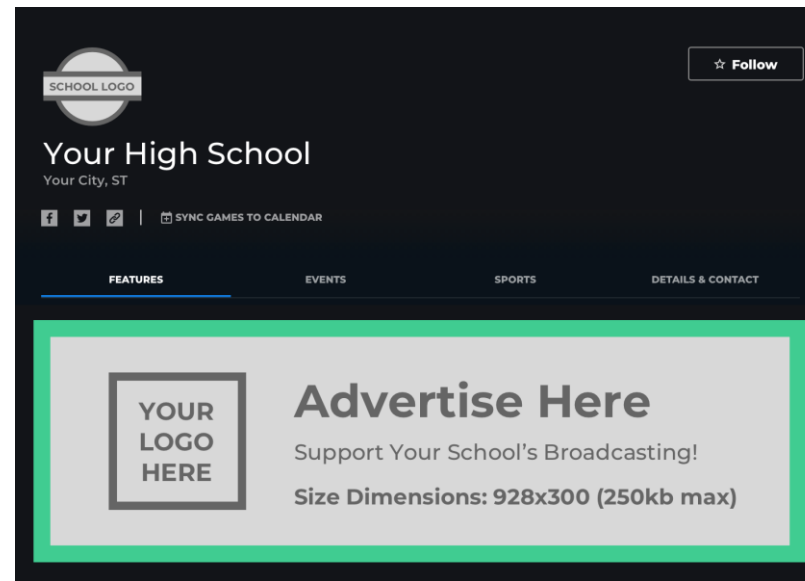 SCHOOL LOGO
☆ Follow
Your High School
Your City, ST
SYNC GAMES TO CALENDAR
FEATURES
EVENTS
SPORTS
DETAILS & CONTACT
YOUR
LOGO
HERE
Advertise Here
Support Your School’s Broadcasting!
Size Dimensions: 928x300 (250kb max)